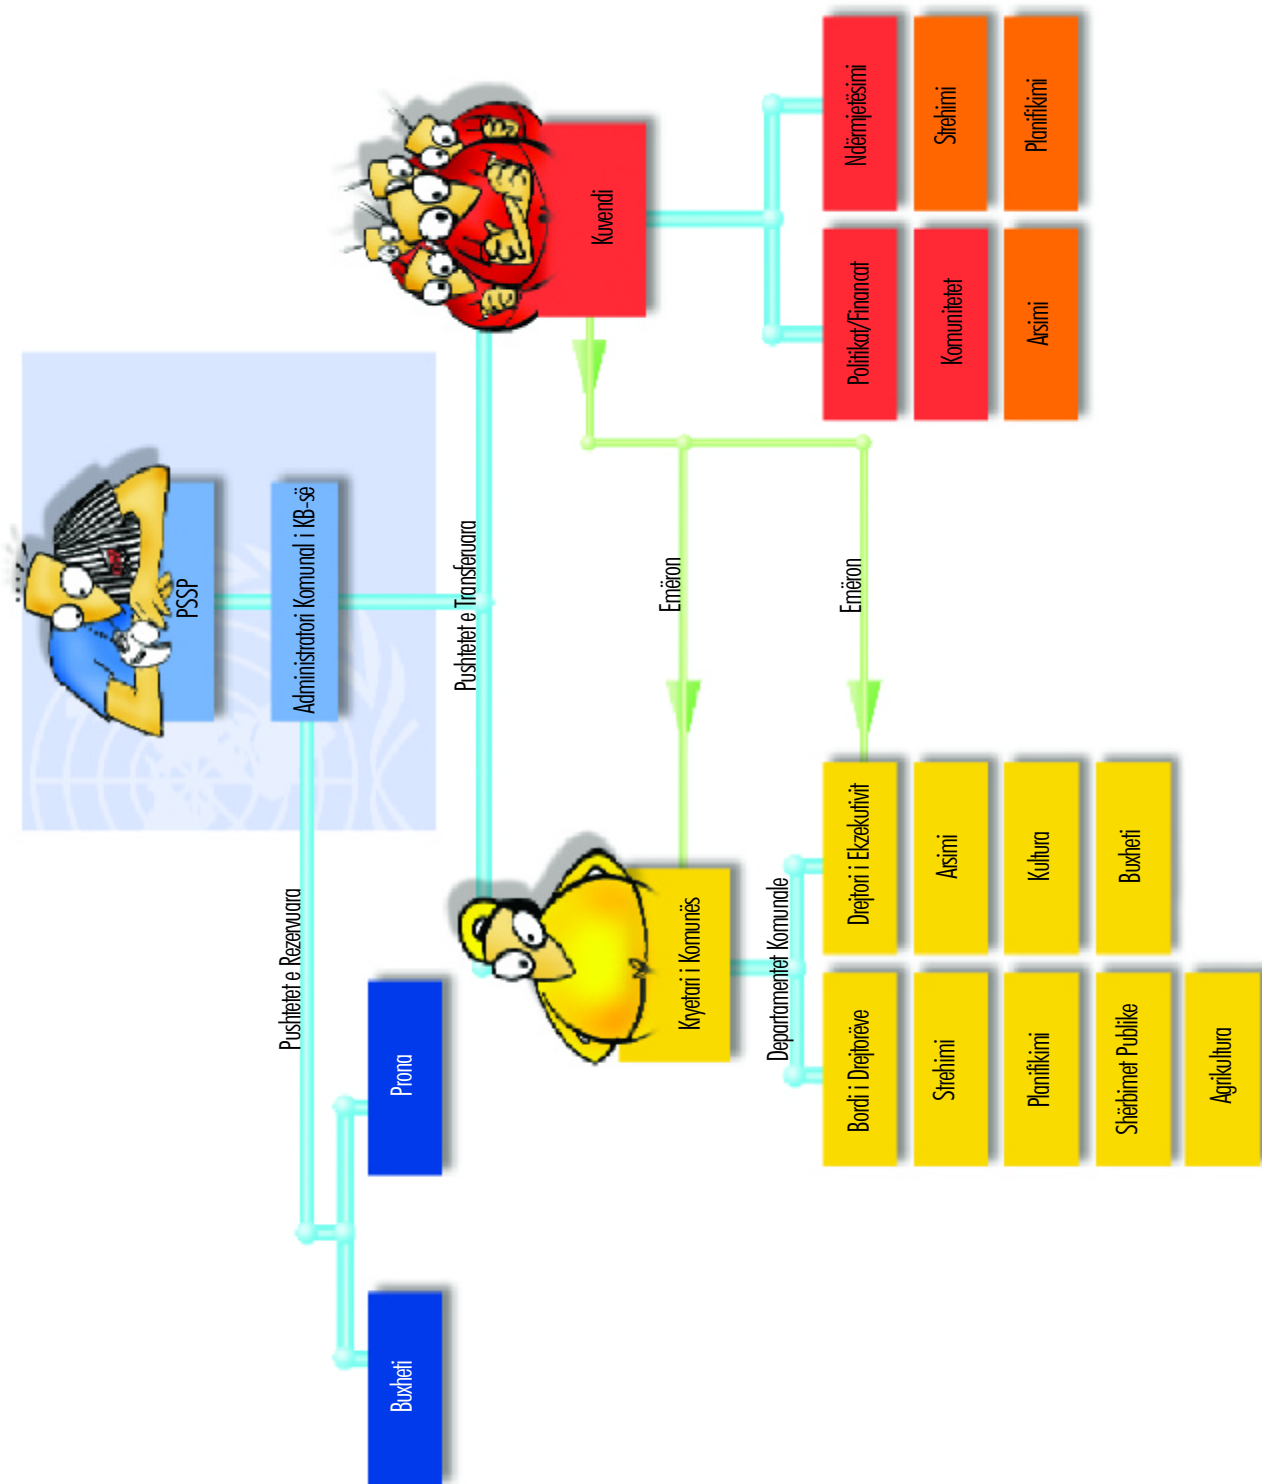 PSSP
Administratori Komunal i KB-së
Pushtetet e Rezervuara
Buxheti
Prona
Pushtetet e Transferuara
Kryetari i Komunës
Emëron
Emëron
Kuvendi
Departamentet Komunale
Bordi i Drejtorëve
Drejtori i Ekzekutivit
Strehimi
Arsimi
Planifikimi
Kultura
Shërbimet Publike
Buxheti
Agrikultura
Politikat/Financat
Ndërmjetësimi
Komunitetet
Strehimi
Arsimi
Planifikimi